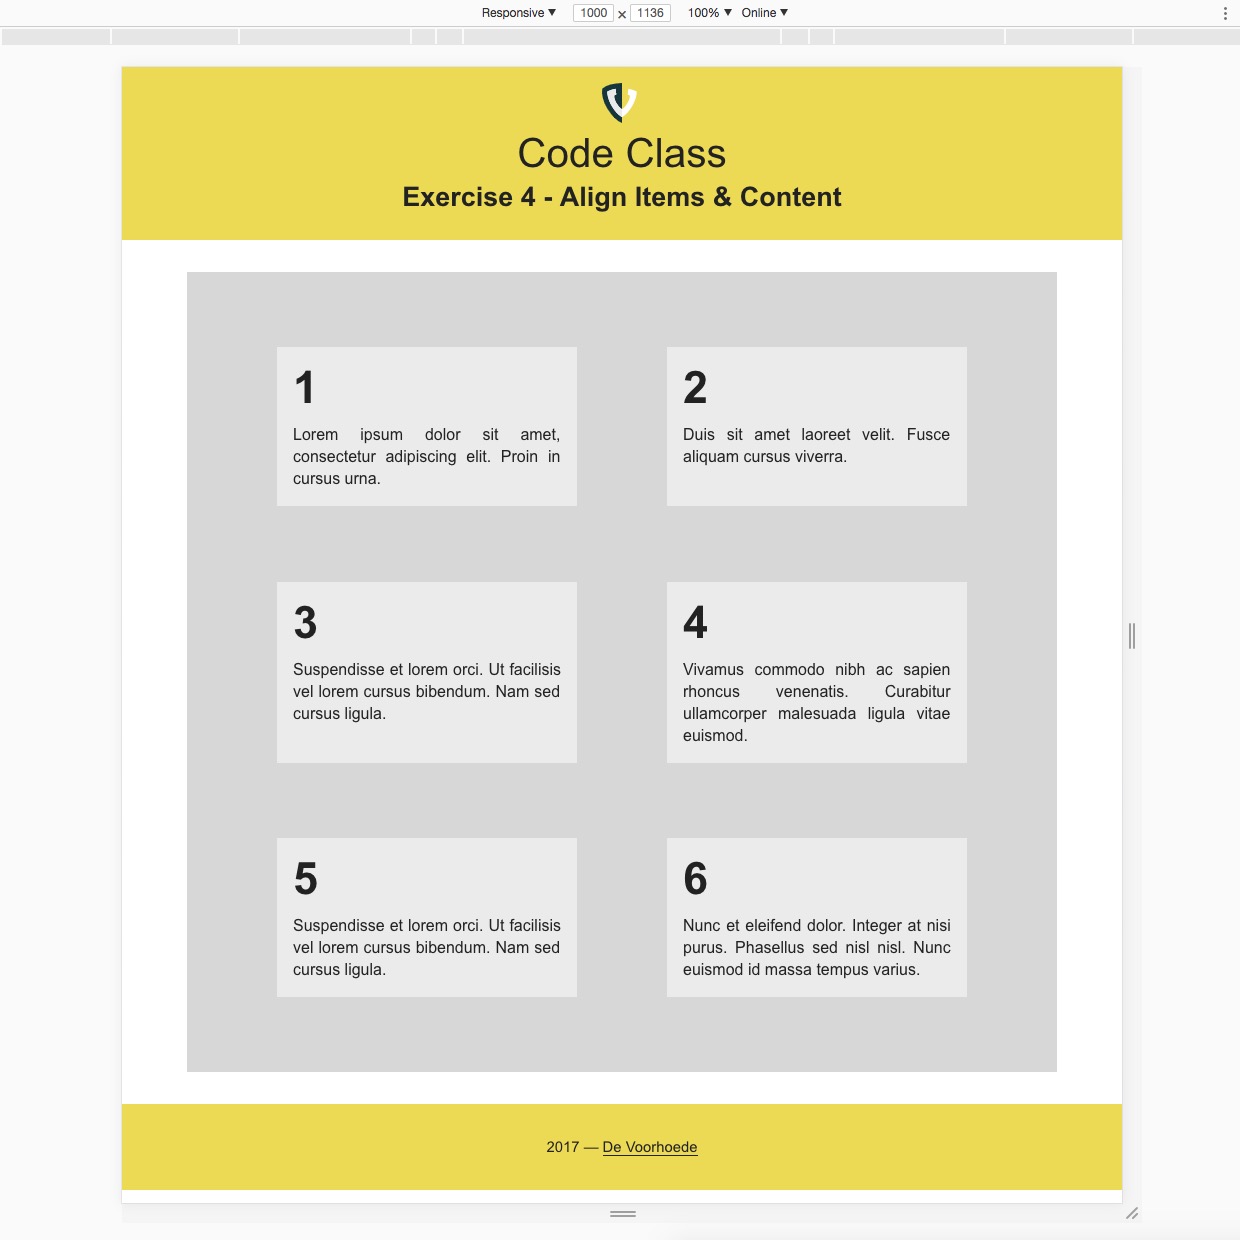 Responsive ▼ 1000 × 1136 100% ▼ Online ▼
Code Class
Exercise 4 - Align Items & Content
1
Lorem ipsum dolor sit amet,
consectetur adipiscing elit. Proin in
cursus urna.
2
Duis sit amet laoreet velit. Fusce
aliquam cursus viverra.
3
Suspendisse et lorem orci. Ut facilisis
vel lorem cursus bibendum. Nam sed
cursus ligula.
4
Vivamus commodo nibh ac sapien
rhoncus venenatis. Curabitur
ullamcorper malesuada ligula vitae
euismod.
5
Suspendisse et lorem orci. Ut facilisis
vel lorem cursus bibendum. Nam sed
cursus ligula.
6
Nunc et eleifend dolor. Integer at nisi
purus. Phasellus sed nisl nisl. Nunc
euismod id massa tempus varius.
2017 — De Voorhoede